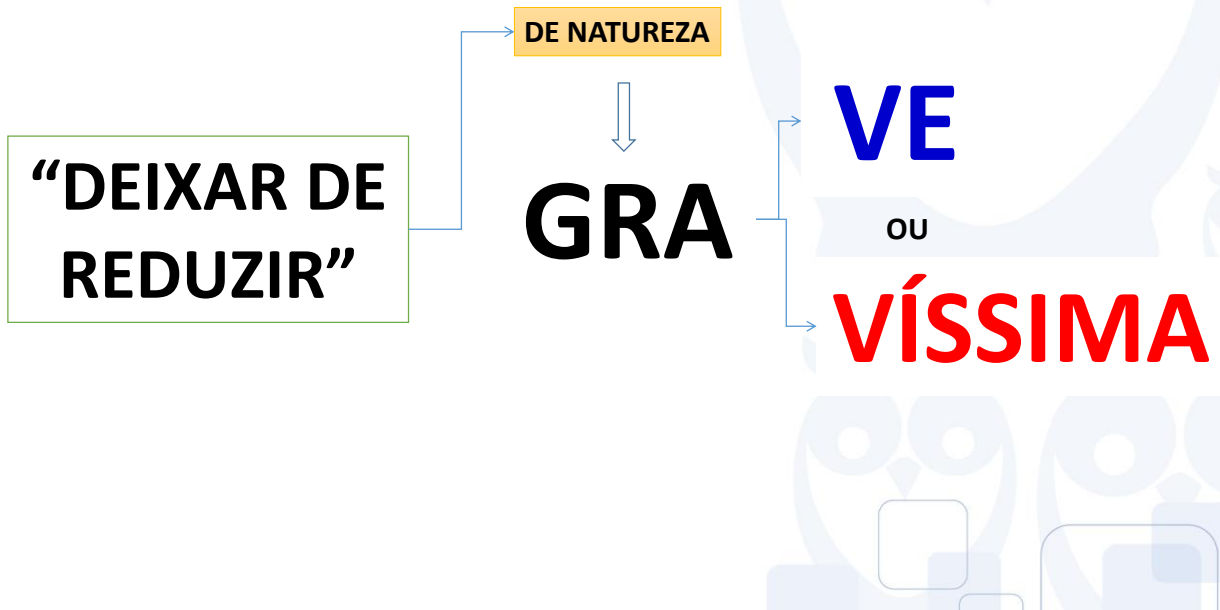 DE NATUREZA
“DEIXAR DE
REDUZIR”
GRA
VE
OU
VÍSSIMA